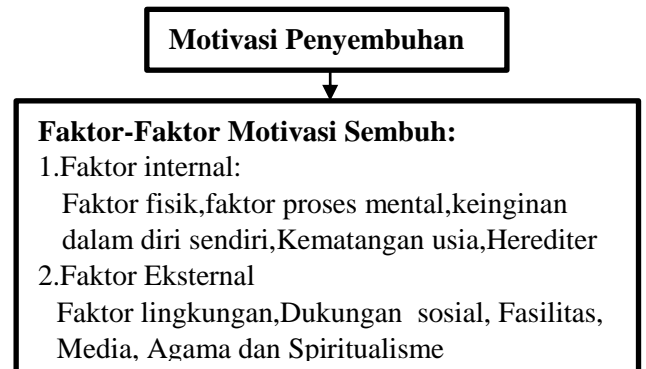 Motivasi Penyembuhan
Faktor-Faktor Motivasi Sembuh:
1.Faktor internal:
Faktor fisik,faktor proses mental,keinginan
dalam diri sendiri,Kematangan usia,Herediter
2.Faktor Eksternal
Faktor lingkungan,Dukungan  sosial, Fasilitas,
Media, Agama dan Spiritualisme